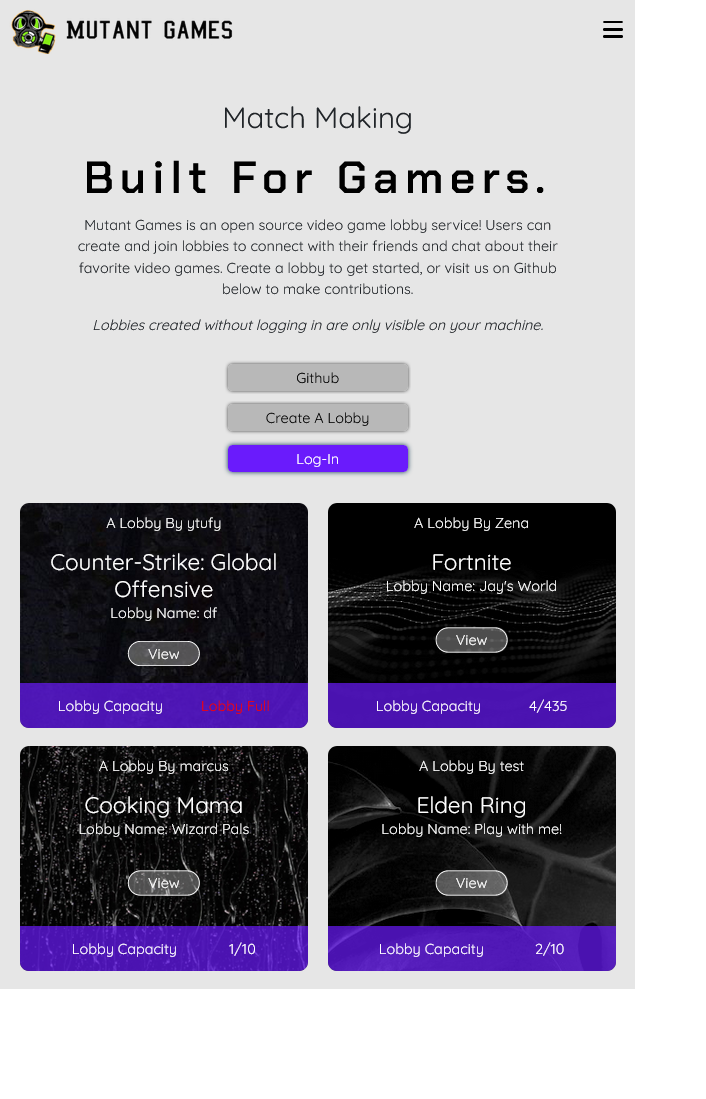 MUTANT GAMES
Match Making
Built For Gamers.
Mutant Games is an open source video game lobby service! Users can
create and join lobbies to connect with their friends and chat about their
favorite video games. Create a lobby to get started, or visit us on Github
below to make contributions.
Lobbies created without logging in are only visible on your machine.
Github
Create A Lobby
Log-In
A Lobby By ytufy
Counter-Strike: Global
Offensive
Lobby Name: df
View
Lobby Capacity Lobby Full
A Lobby By Zena
Fortnite
Lobby Name: Jay's World
View
Lobby Capacity 4/435
A Lobby By marcus
Cooking Mama
Lobby Name: Wizard Pals
View
Lobby Capacity 1/10
A Lobby By test
Elden Ring
Lobby Name: Play with me!
View
Lobby Capacity 2/10